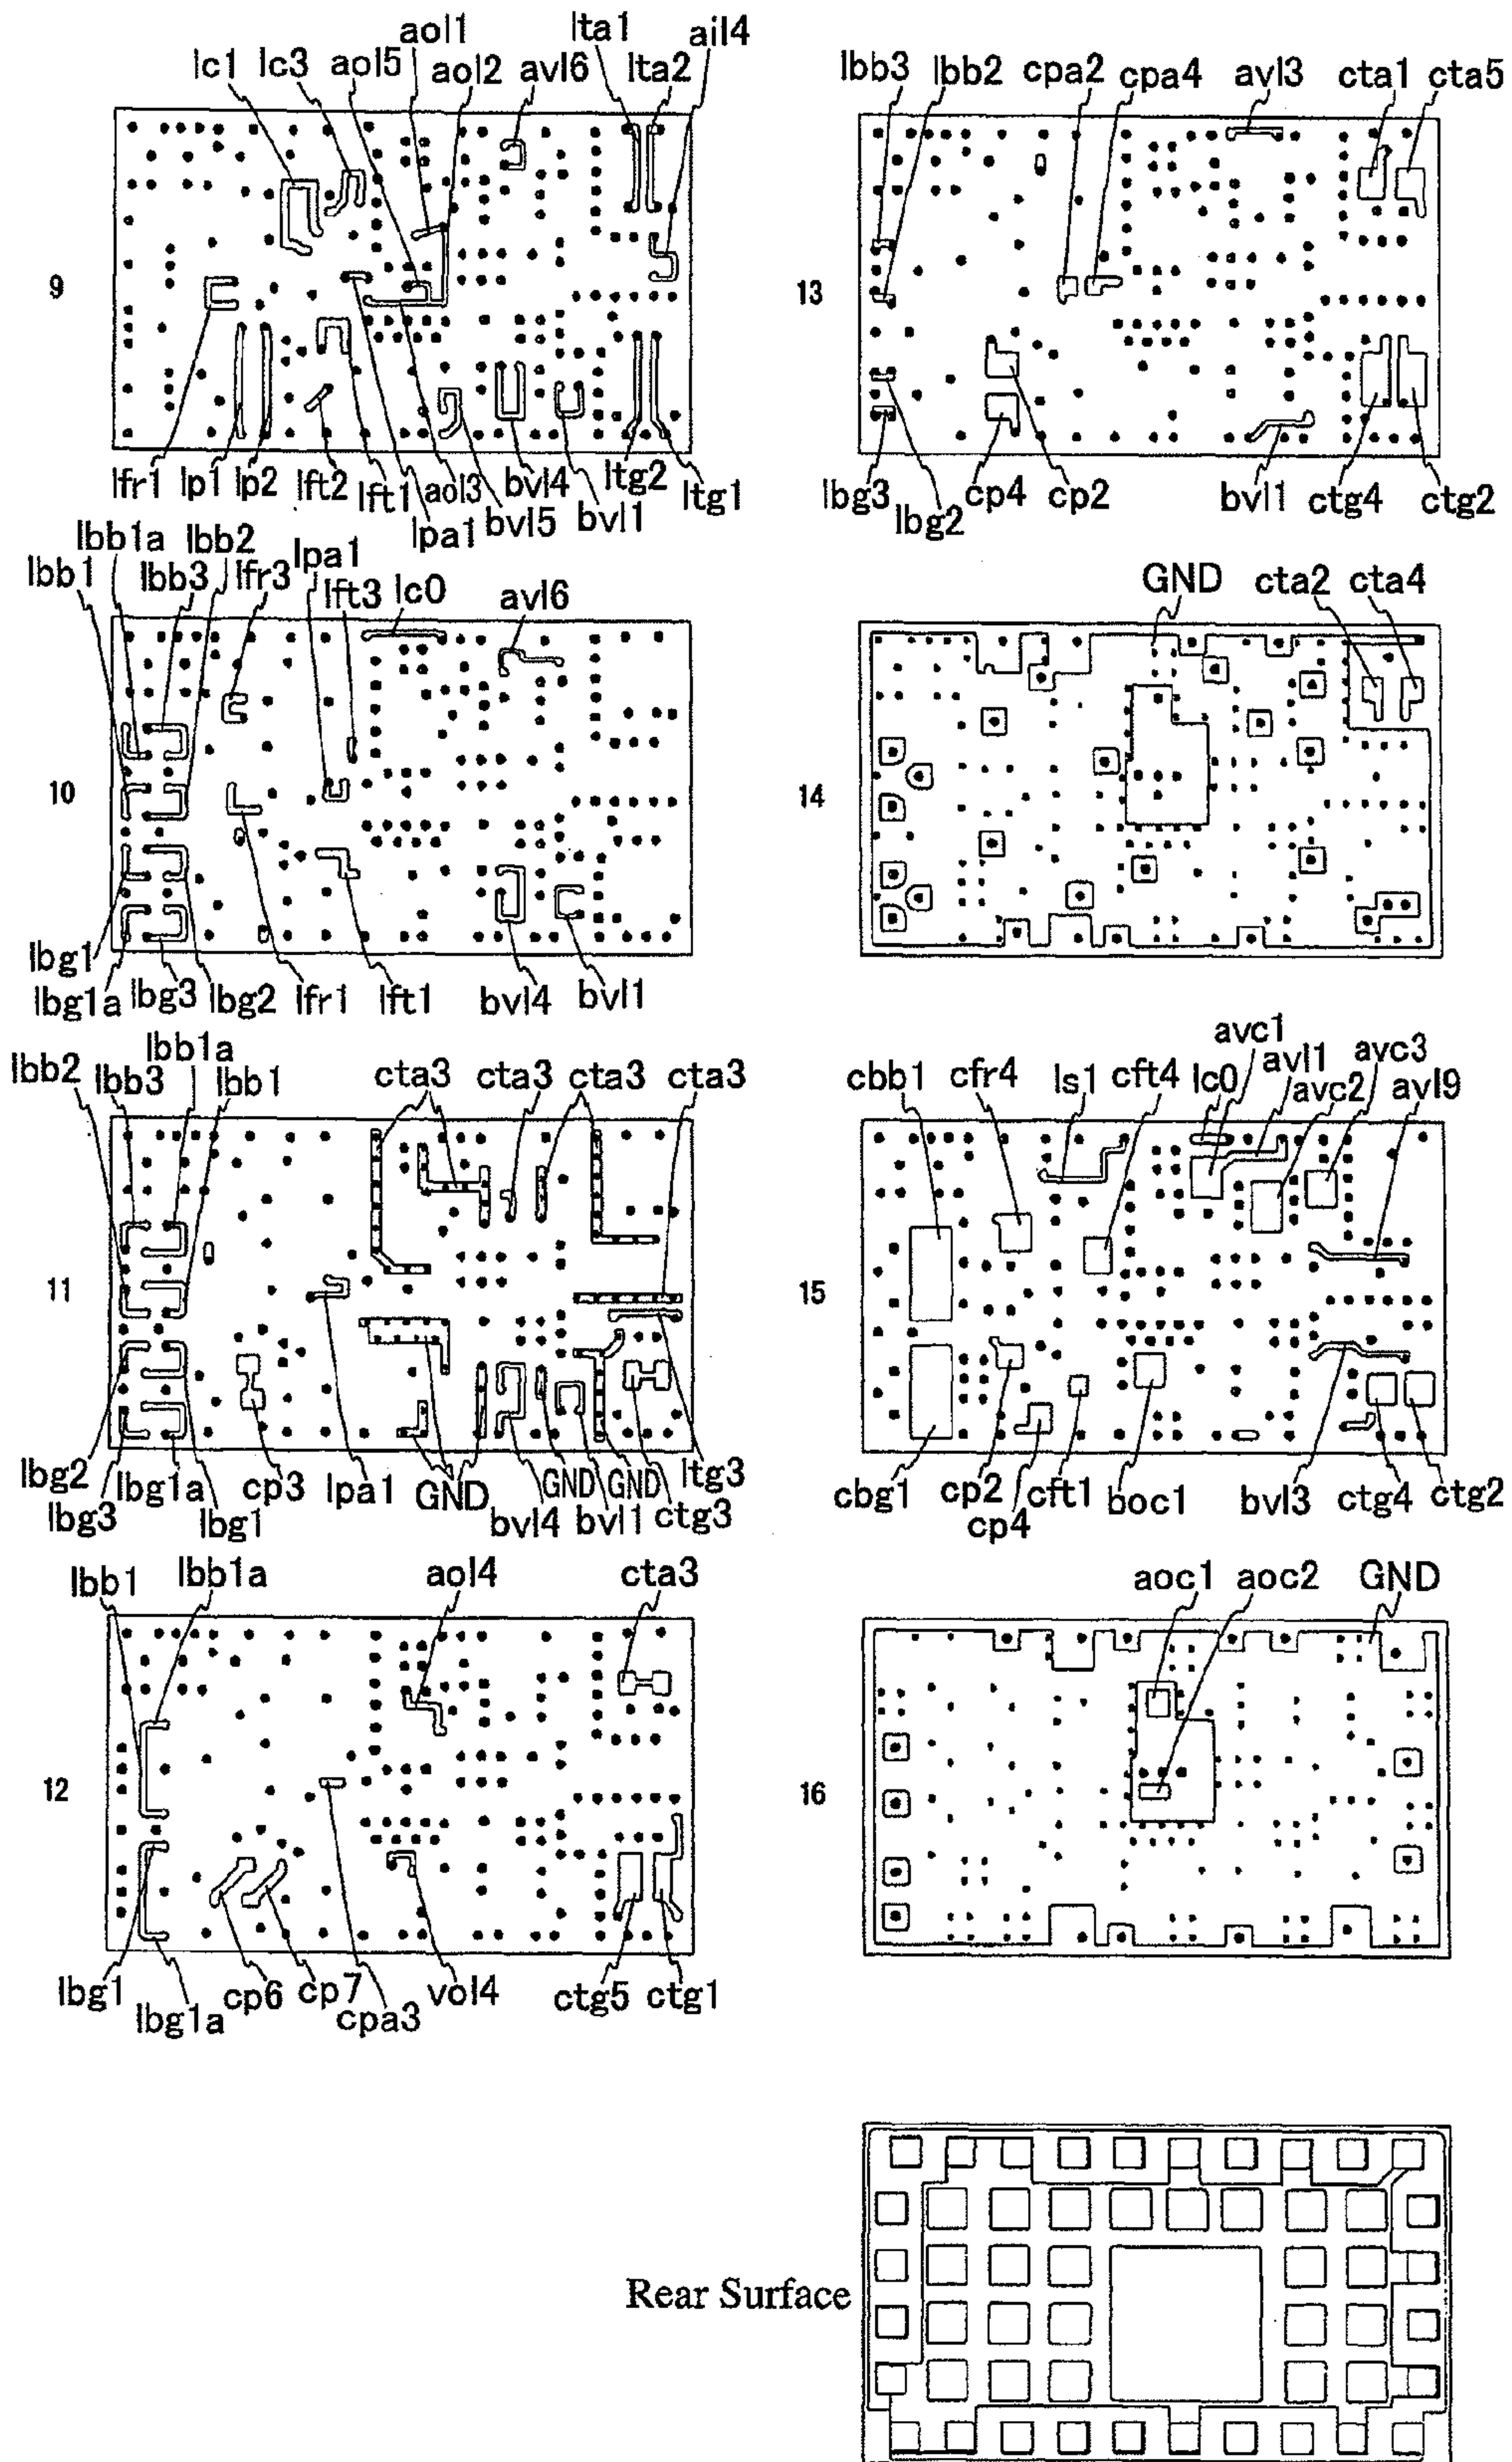 aol1 lta1 ail4
lc1 lc3 aol5 aol2 avl6 lta2
9
lfr1 lp1 lp2 lft2 lft1 aol3 bvl4 ltg2 ltg1
lpa1 bvl5 bvl1
lbb3 lbb2 cpa2 cpa4 avl3 cta1 cta5
13
lbg3 lbg2 cp4 cp2 bvl1 ctg4 ctg2
lbb1a lbb2 lpa1
lbb1 lbb3 lfr3 lft3 lc0 avl6
10
lbg1
lbg1a lbg3 lbg2 lfr1 lft1 bvl4 bvl1
GND cta2 cta4
14
lbb1a
lbb2 lbb3 lbb1 cta3 cta3 cta3 cta3
11
lbg2 lbg1a cp3 lpa1 GND GND GND ltg3
lbg3 lbg1 bvl4 bvl1 ctg3
avc1
cbb1 cfr4 ls1 cft4 lc0 avl1 avc3
avc2 avl9
15
cbg1 cp2 cft1 boc1 bvl3 ctg4 ctg2
cp4
lbb1 lbb1a aol4 cta3
12
lbg1 cp6 cp7 vol4 ctg5 ctg1
lbg1a cpa3
aoc1 aoc2 GND
16
Rear Surface